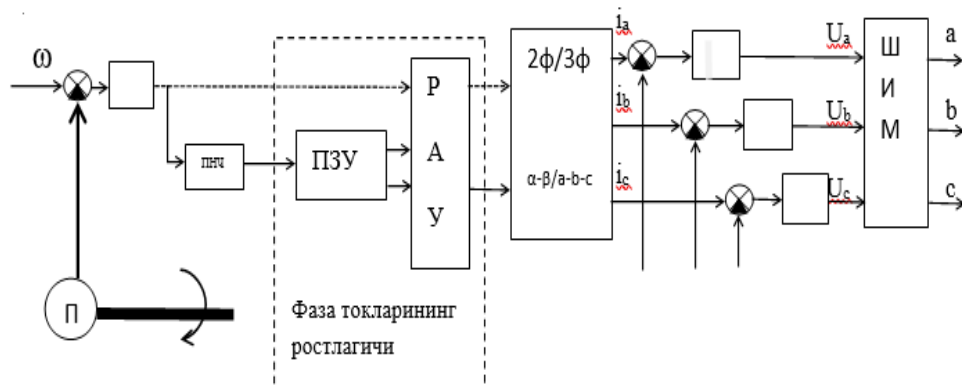 ω
пнч
ПЗУ
Р
А
У
2ф/3ф
α-β/a-b-c
ia
ib
ic
Ua
Ub
Uc
Ш
И
М
a
b
c
П
Фаза токларининг
ростлагичи